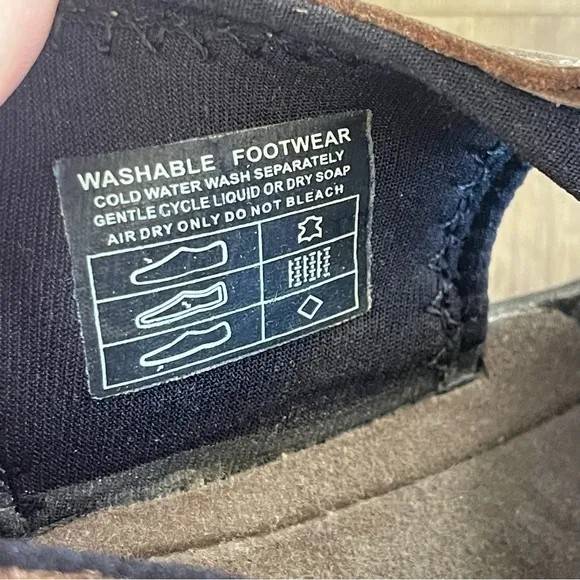 WASHABLE FOOTWEAR
COLD WATER WASH SEPARATELY
GENTLE CYCLE LIQUID OR DRY SOAP
AIR DRY ONLY DO NOT BLEACH